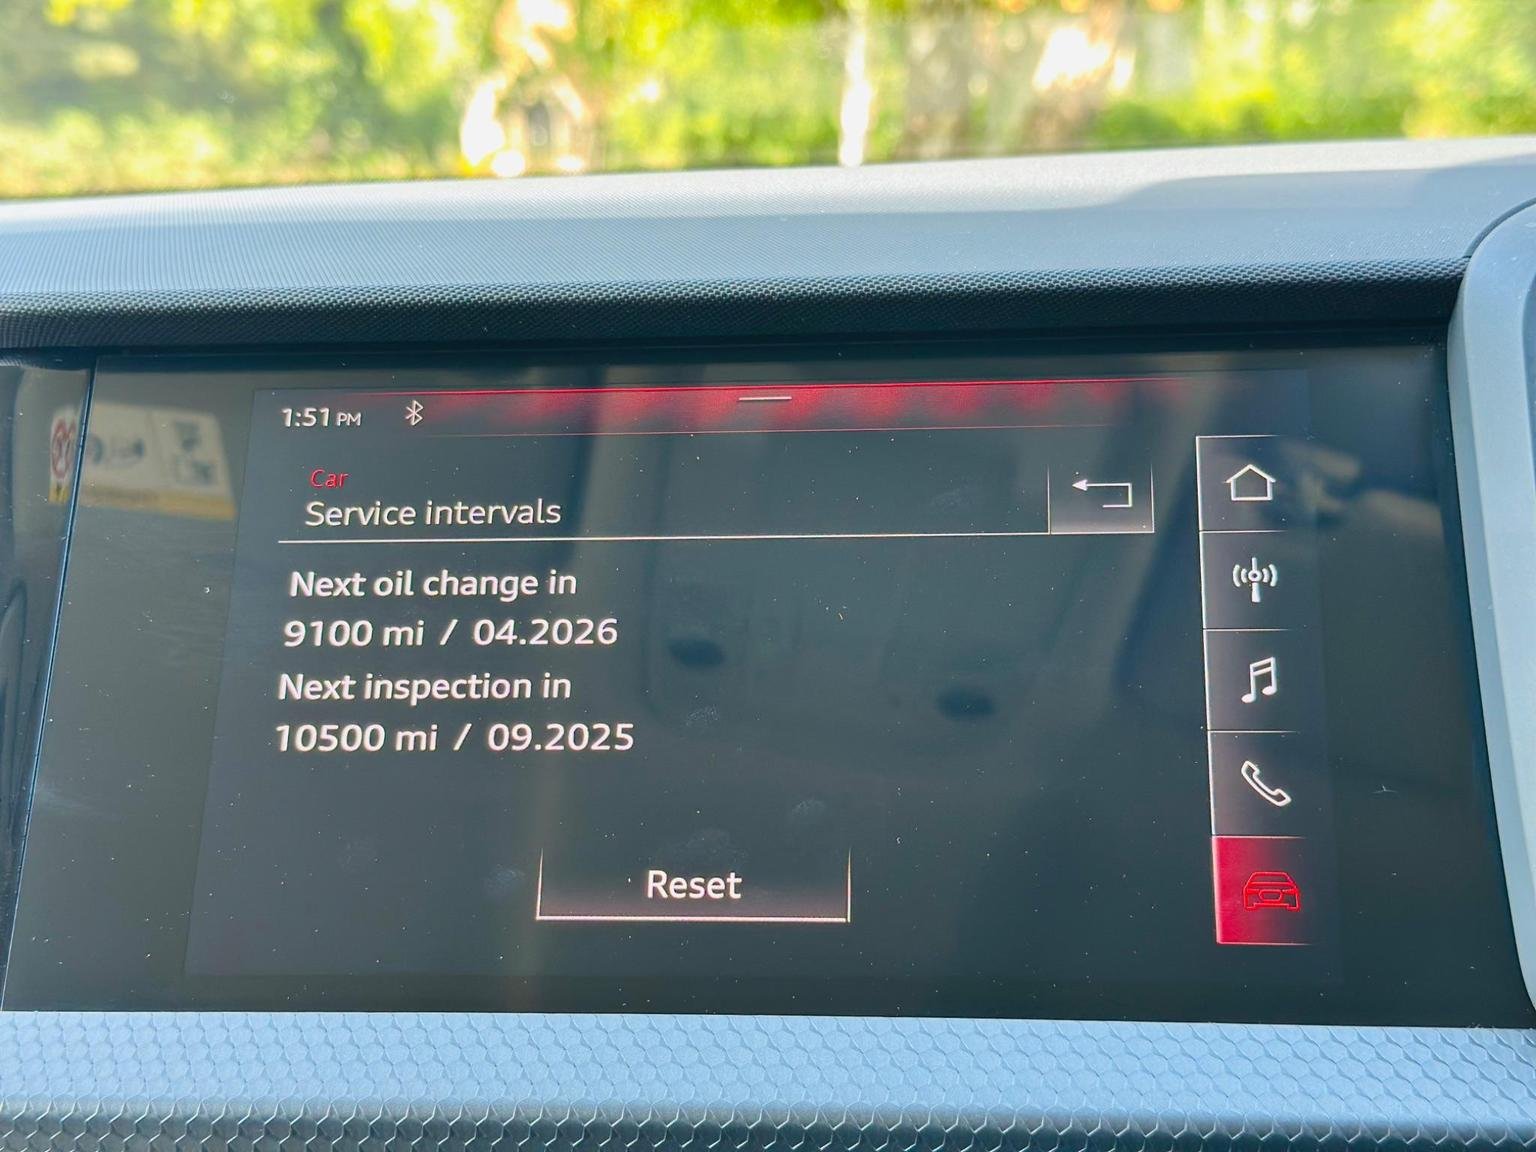 1:51 PM
Car
Service intervals
Next oil change in
9100 mi / 04.2026
Next inspection in
10500 mi / 09.2025
Reset